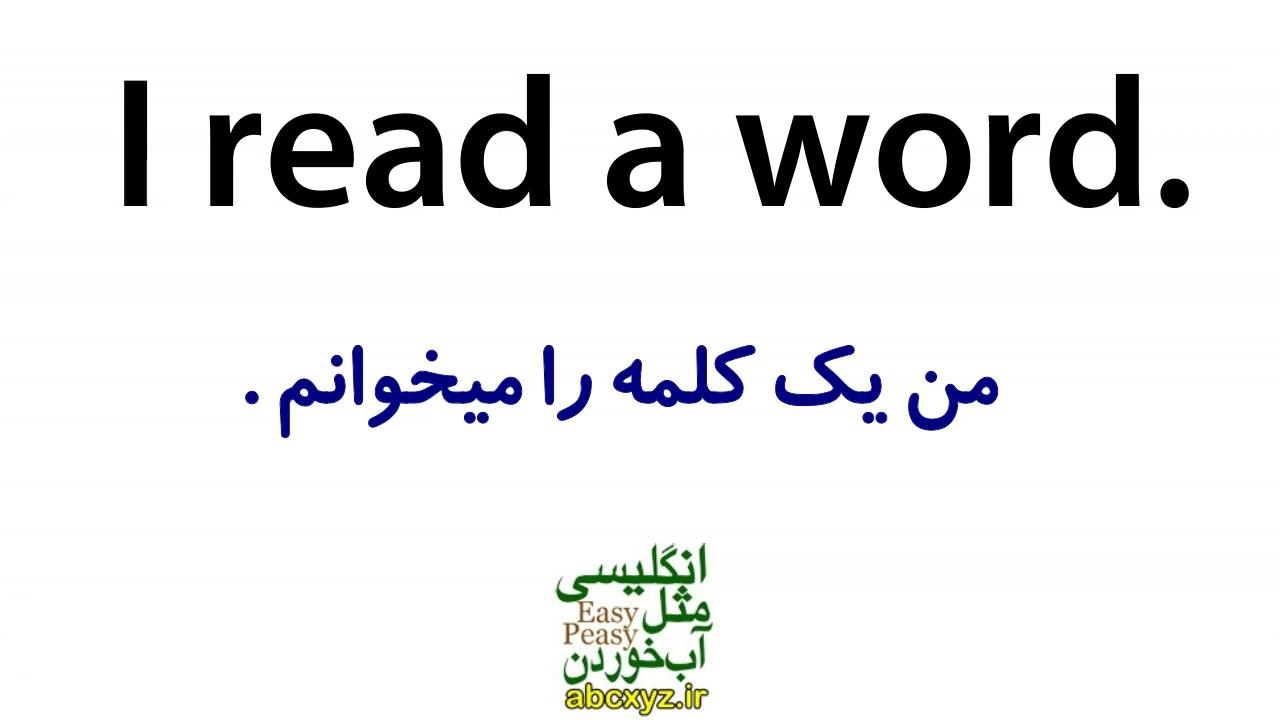 I read a word.
من یک کلمه را میخوانم .
انگلیسی
مثل Easy
Peasy
آب خوردن
abcxyz.ir